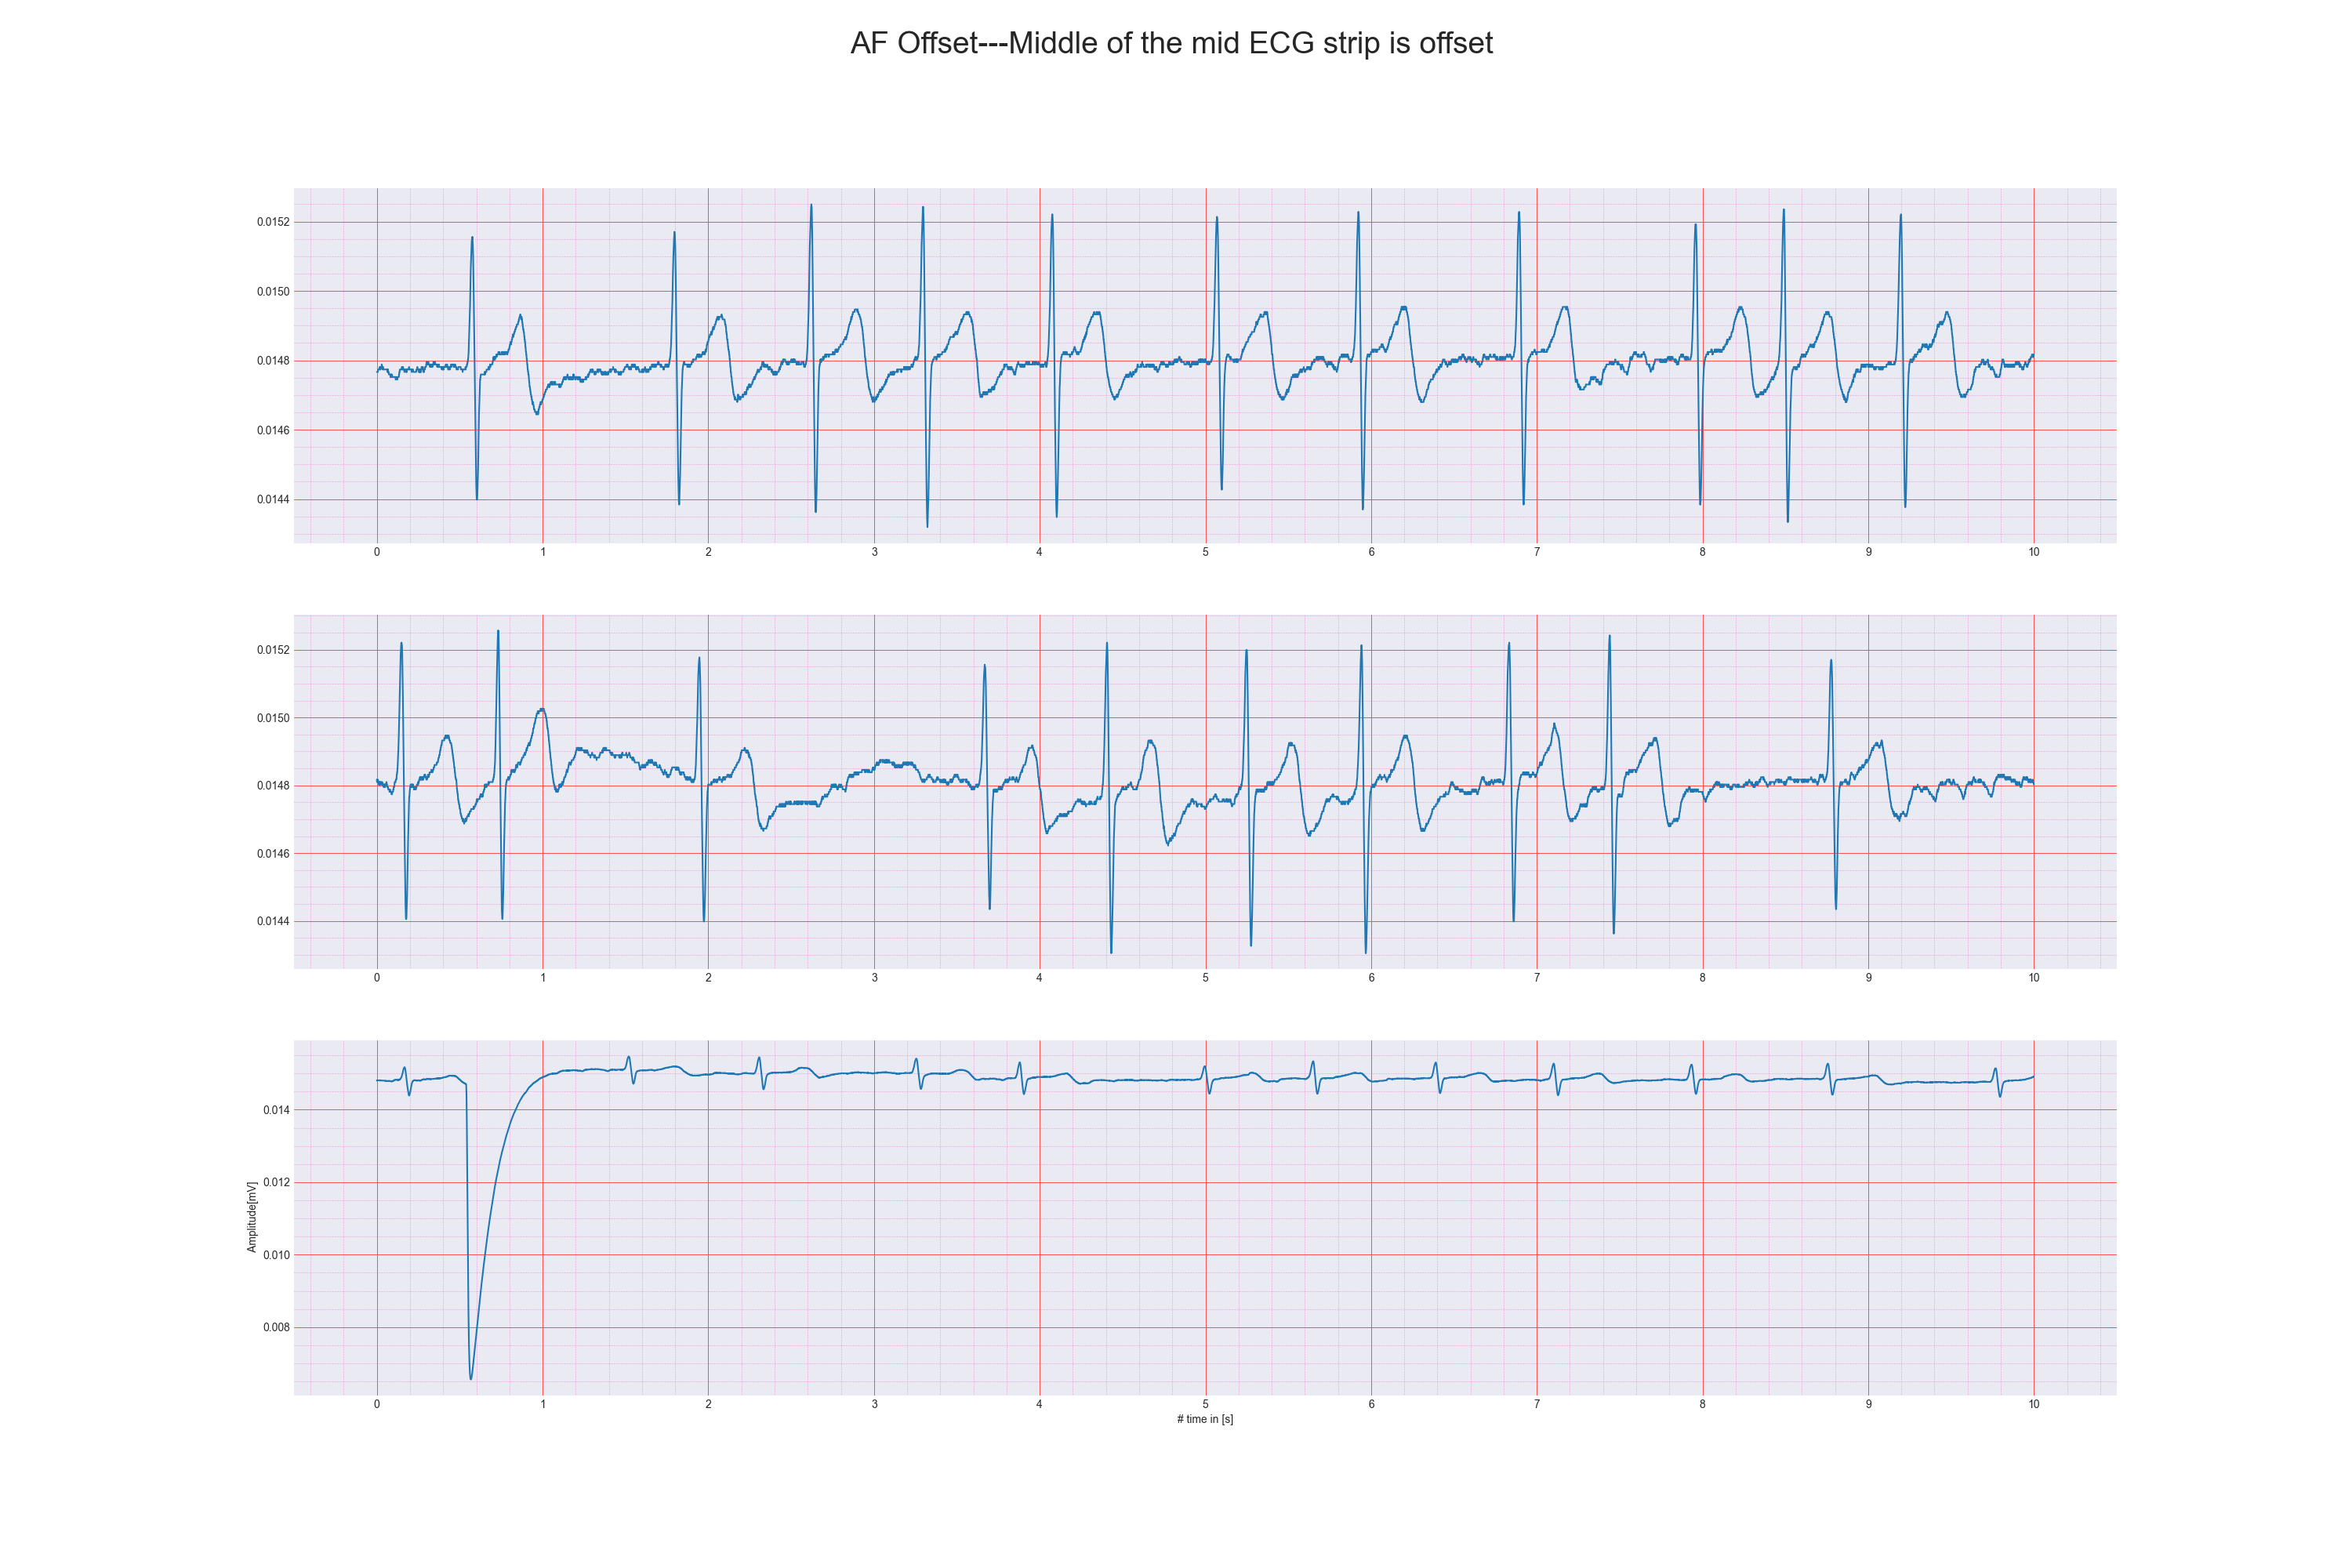 AF Offset---Middle of the mid ECG strip is offset
0.0152
0.0150
0.0148
0.0146
0.0144
0 1 2 3 4 5 6 7 8 9 10
0.0152
0.0150
0.0148
0.0146
0.0144
0 1 2 3 4 5 6 7 8 9 10
Amplitude[mV]
0.014
0.012
0.010
0.008
0 1 2 3 4 5 6 7 8 9 10
# time in [s]